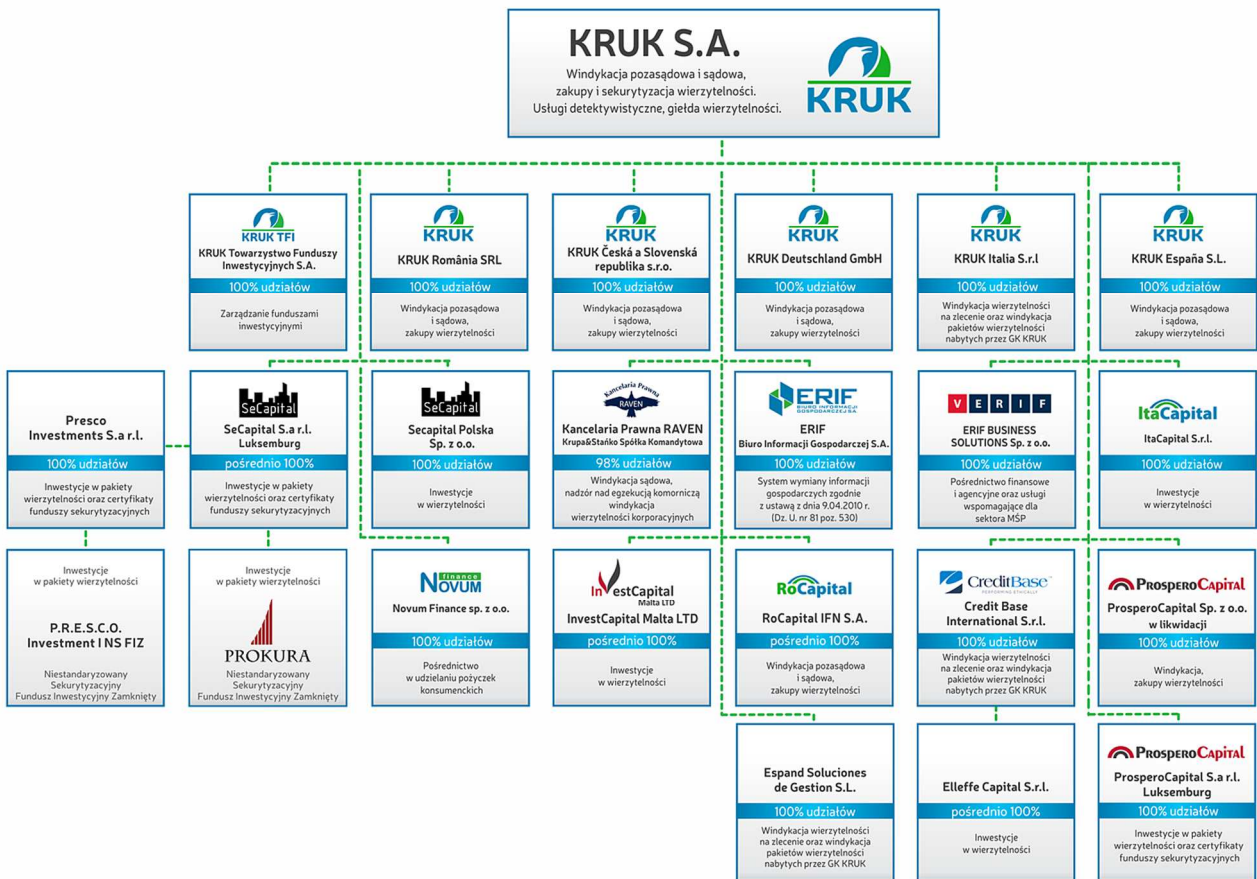 KRUK S.A.
Windykacja pozasądowa i sądowa,
zakupy i sekurytyzacja wierzytelności.
Usługi detektywistyczne, giełda wierzytelności.
KRUK
KRUK TFI
KRUK Towarzystwo Funduszy
Inwestycyjnych S.A.
100% udziałów
Zarządzanie funduszami
inwestycyjnymi
KRUK
KRUK România SRL
100% udziałów
Windykacja pozasądowa
i sądowa,
zakupy wierzytelności
KRUK
KRUK Česká a Slovenská
republika s.r.o.
100% udziałów
Windykacja pozasądowa
i sądowa,
zakupy wierzytelności
KRUK
KRUK Deutschland GmbH
100% udziałów
Windykacja pozasądowa
i sądowa,
zakupy wierzytelności
KRUK
KRUK Italia S.r.l
100% udziałów
Windykacja wierzytelności
na zlecenie oraz windykacja
pakietów wierzytelności
nabytych przez GK KRUK
KRUK
KRUK España S.L.
100% udziałów
Windykacja pozasądowa
i sądowa,
zakupy wierzytelności
Presco
Investments S.a r.l.
100% udziałów
Inwestycje w pakiety
wierzytelności oraz certyfikaty
funduszy sekurytyzacyjnych
SeCapital
SeCapital S.a r.l.
Luksemburg
pośrednio 100%
Inwestycje w pakiety
wierzytelności oraz certyfikaty
funduszy sekurytyzacyjnych
SeCapital
Secapital Polska
Sp. z o.o.
100% udziałów
Inwestycje
w wierzytelności
Kancelaria Prawna
RAVEN
Kancelaria Prawna RAVEN
Krupa&Stańko Spółka Komandytowa
98% udziałów
Windykacja sądowa,
nadzór nad egzekucją komorniczą
windykacja
wierzytelności korporacyjnych
ERIF
BIURO INFORMACJI
GOSPODARCZEJ SA
ERIF
Biuro Informacji Gospodarczej S.A.
100% udziałów
System wymiany informacji
gospodarczych zgodnie
z ustawą z dnia 9.04.2010 r.
(Dz. U. nr 81 poz. 530)
VERIF
ERIF BUSINESS
SOLUTIONS Sp. z o.o.
100% udziałów
Pośrednictwo finansowe
i agencyjne oraz usługi
wspomagające dla
sektora MŚP
ItaCapital
ItaCapital S.r.l.
100% udziałów
Inwestycje
w wierzytelności
Inwestycje
w pakiety wierzytelności
P.R.E.S.C.O.
Investment I NS FIZ
Niestandaryzowany
Sekurytyzacyjny
Fundusz Inwestycyjny Zamknięty
Inwestycje
w pakiety wierzytelności
PROKURA
Niestandaryzowany
Sekurytyzacyjny
Fundusz Inwestycyjny Zamknięty
finance
NOVUM
Novum Finance sp. z o.o.
100% udziałów
Pośrednictwo
w udzielaniu pożyczek
konsumenckich
InvestCapital
Malta LTD
InvestCapital Malta LTD
pośrednio 100%
Inwestycje
w wierzytelności
RoCapital
RoCapital IFN S.A.
pośrednio 100%
Windykacja pozasądowa
i sądowa,
zakupy wierzytelności
CreditBase
PERFORMING ETHICALLY
Credit Base
International S.r.l.
100% udziałów
Windykacja wierzytelności
na zlecenie oraz windykacja
pakietów wierzytelności
nabytych przez GK KRUK
PROSPEROCAPITAL
ProsperoCapital Sp. z o.o.
w likwidacji
100% udziałów
Windykacja,
zakupy wierzytelności
Espand Soluciones
de Gestion S.L.
100% udziałów
Windykacja wierzytelności
na zlecenie oraz windykacja
pakietów wierzytelności
nabytych przez GK KRUK
Elleffe Capital S.r.l.
pośrednio 100%
Inwestycje
w wierzytelności
PROSPEROCAPITAL
ProsperoCapital S.a r.l.
Luksemburg
100% udziałów
Inwestycje w pakiety
wierzytelności oraz certyfikaty
funduszy sekurytyzacyjnych